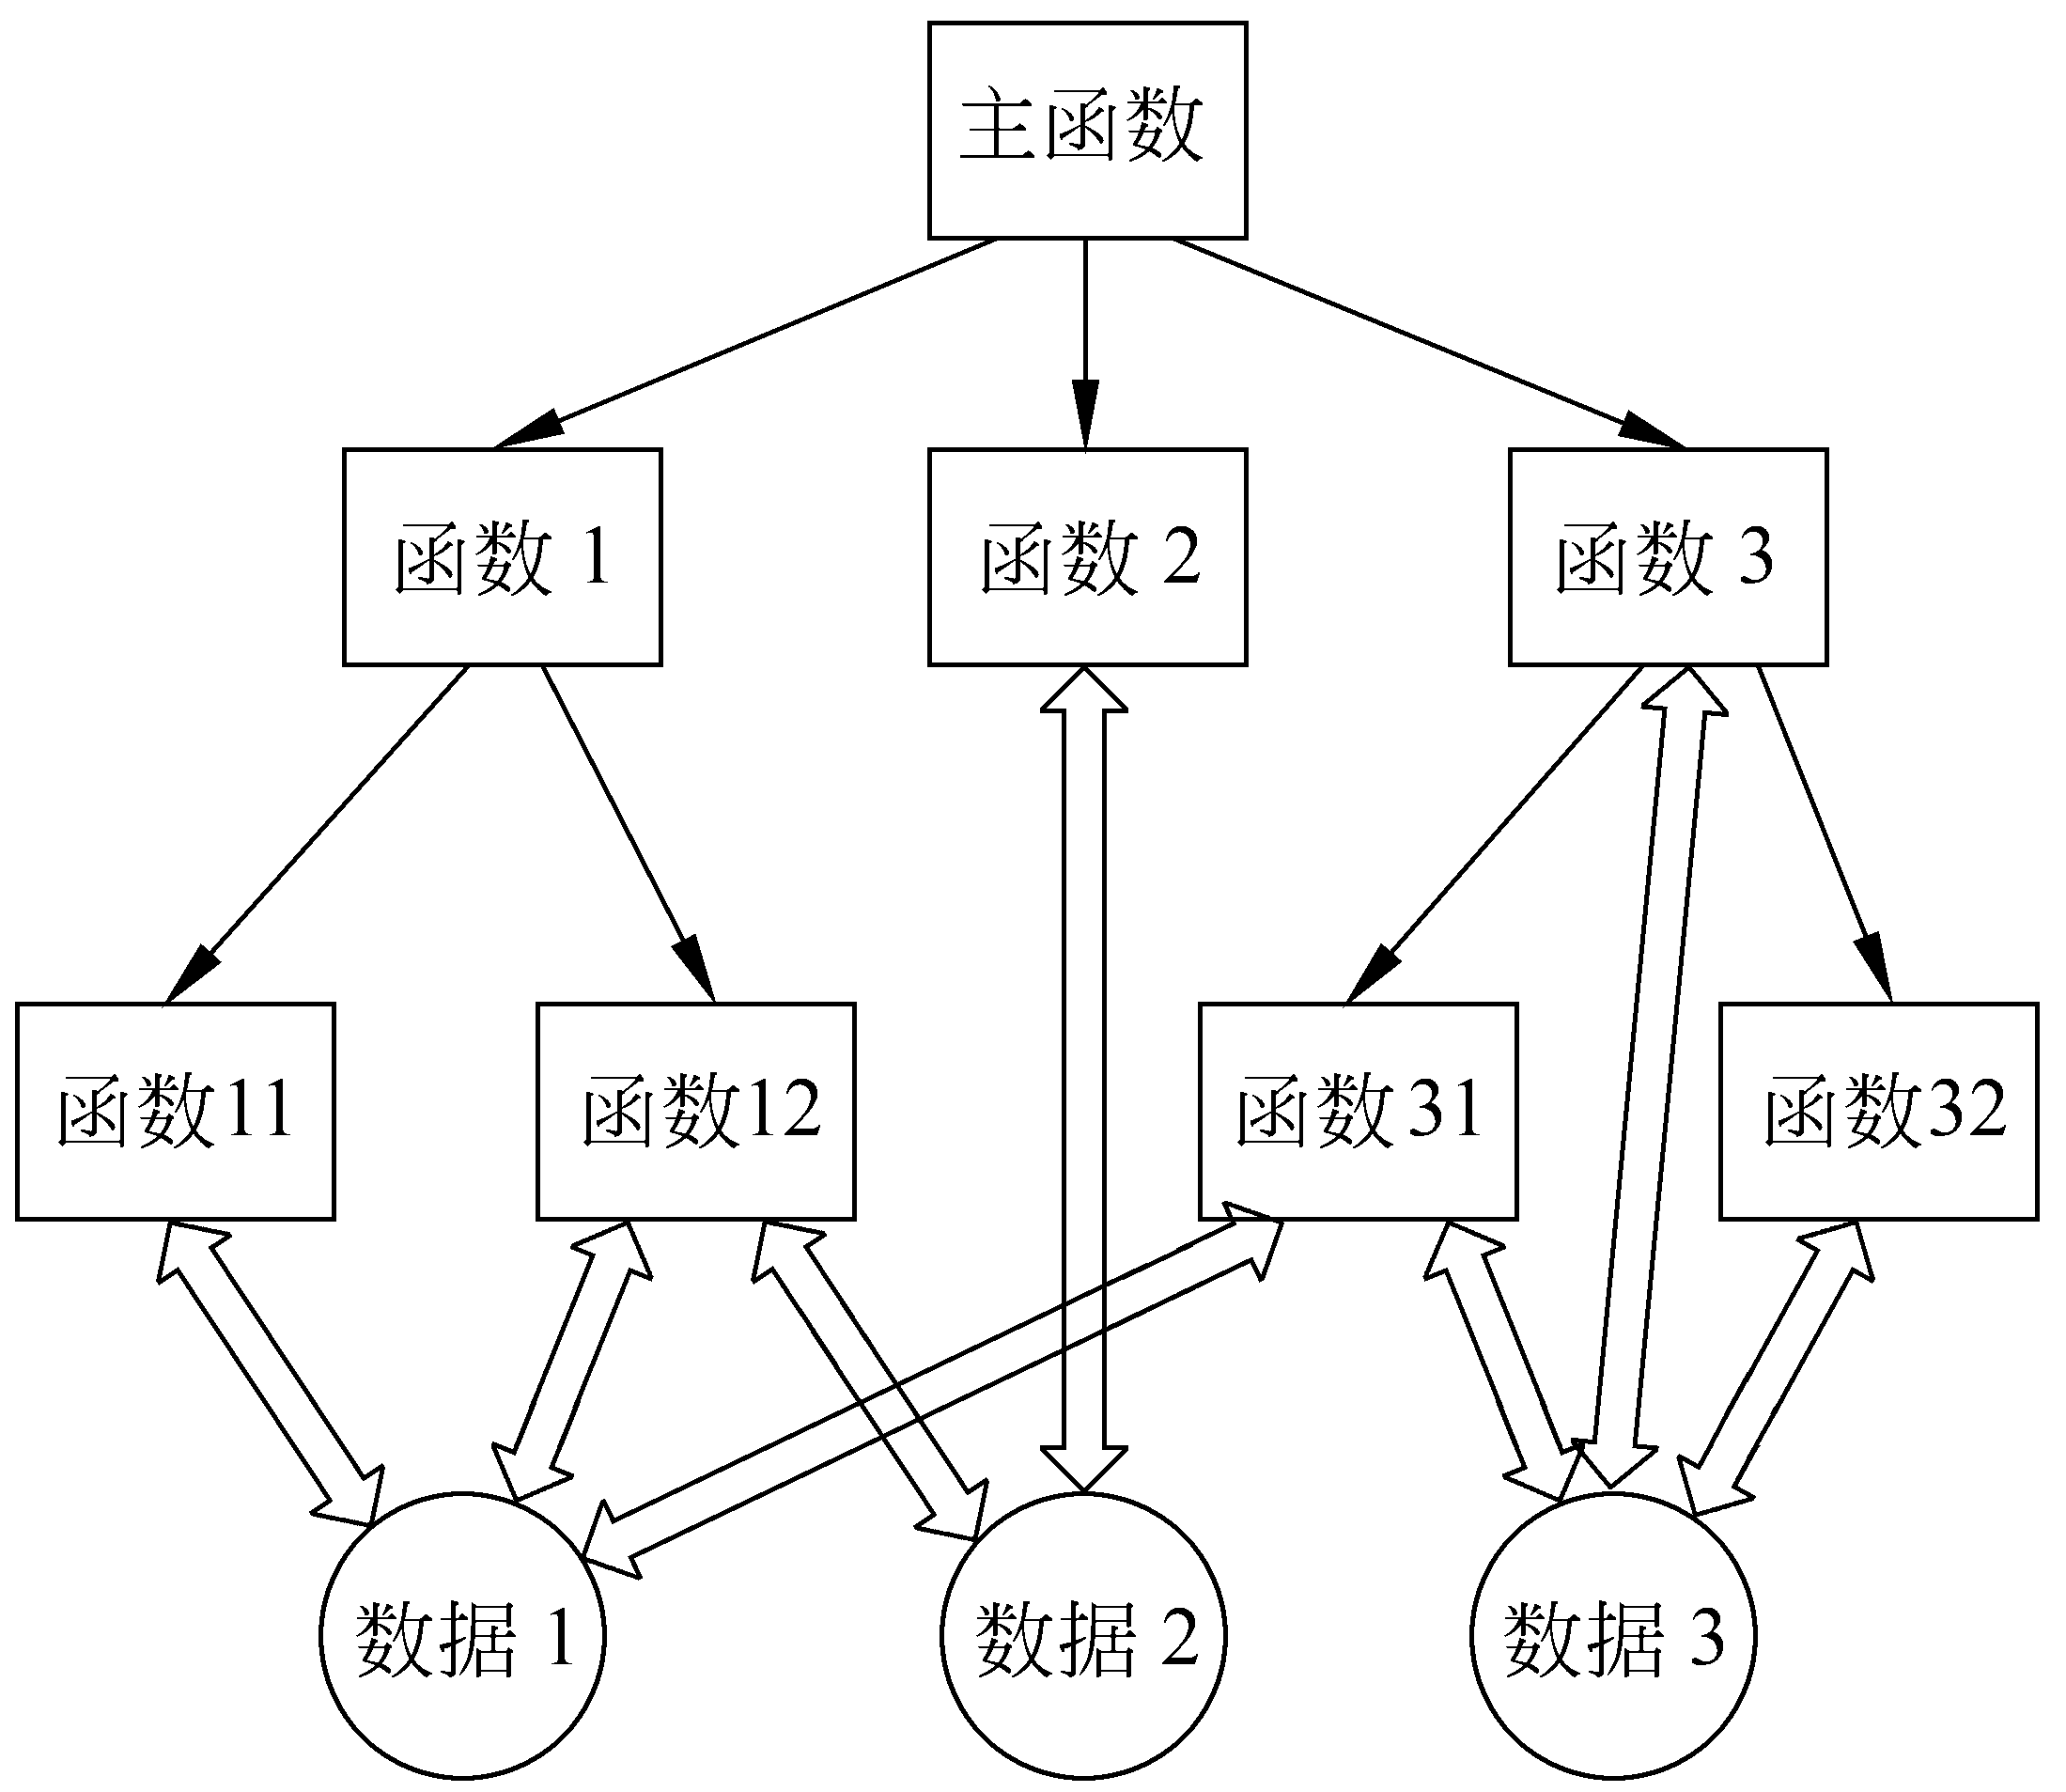 主函数
函数 1
函数 2
函数 3
函数11
函数12
函数31
函数32
数据 1
数据 2
数据 3